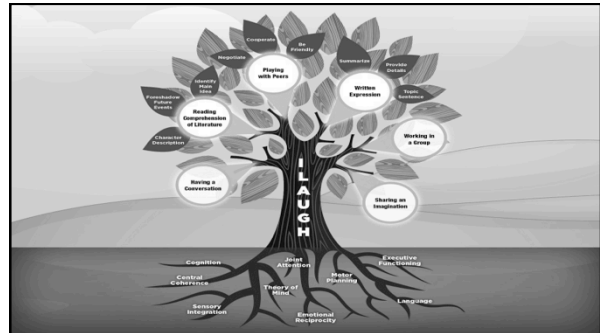 Cooperate
Be
Friendly
Negotiate
Summarize
Provide
Details
Identify
Main
Idea
Playing
with Peers
Written
Expression
Topic
Sentence
Foreshadow
Future
Events
Reading
Comprehension
of Literature
Character
Description
Working in
a Group
Having a
Conversation
Sharing an
Imagination
ILAUGH
Cognition
Joint
Attention
Executive
Functioning
Central
Coherence
Theory of
Mind
Motor
Planning
Sensory
Integration
Emotional
Reciprocity
Language